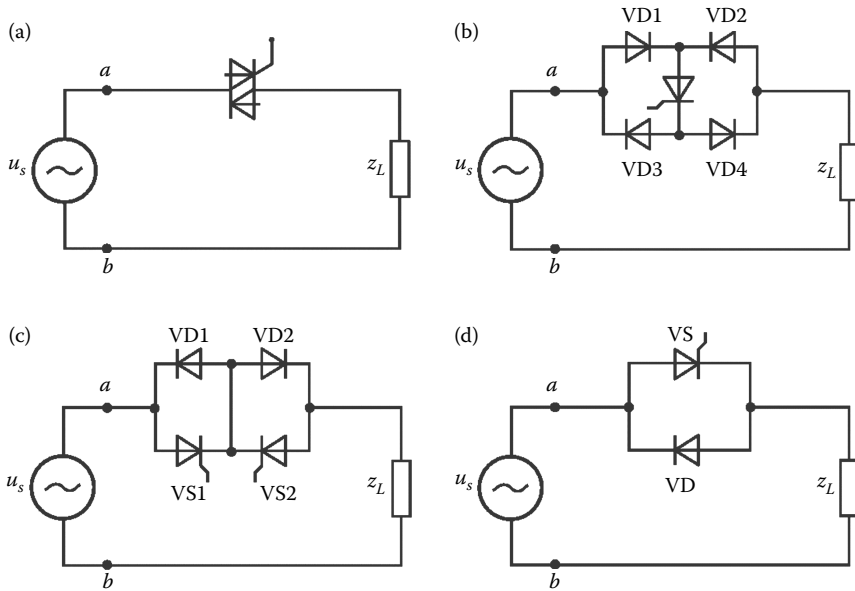 (a)
a
u_s
z_L
b
(b)
VD1 VD2
a
VD3 VD4
u_s
z_L
b
(c)
VD1 VD2
a
VS1 VS2
u_s
z_L
b
(d)
VS
a
VD
u_s
z_L
b